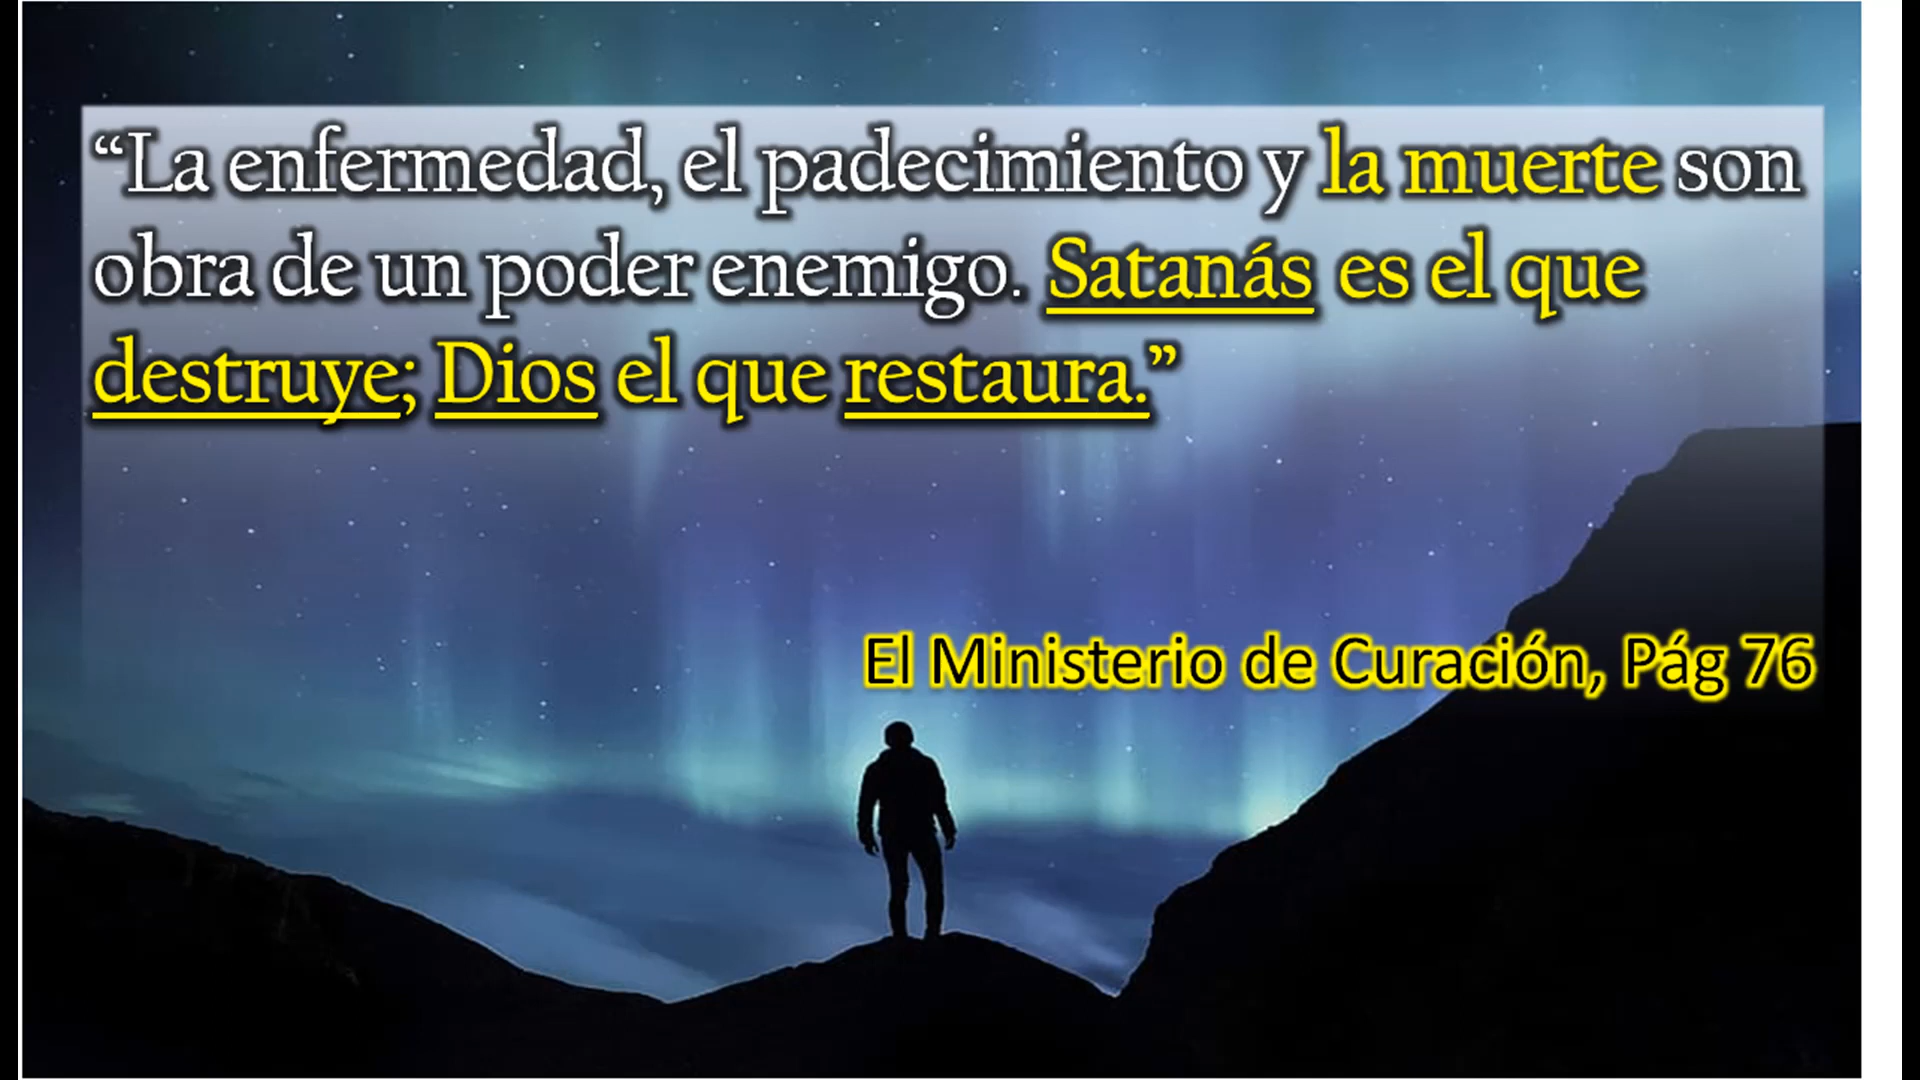 “La enfermedad, el padecimiento y la muerte son
obra de un poder enemigo. Satanás es el que
destruye; Dios el que restaura.”
El Ministerio de Curación, Pág 76